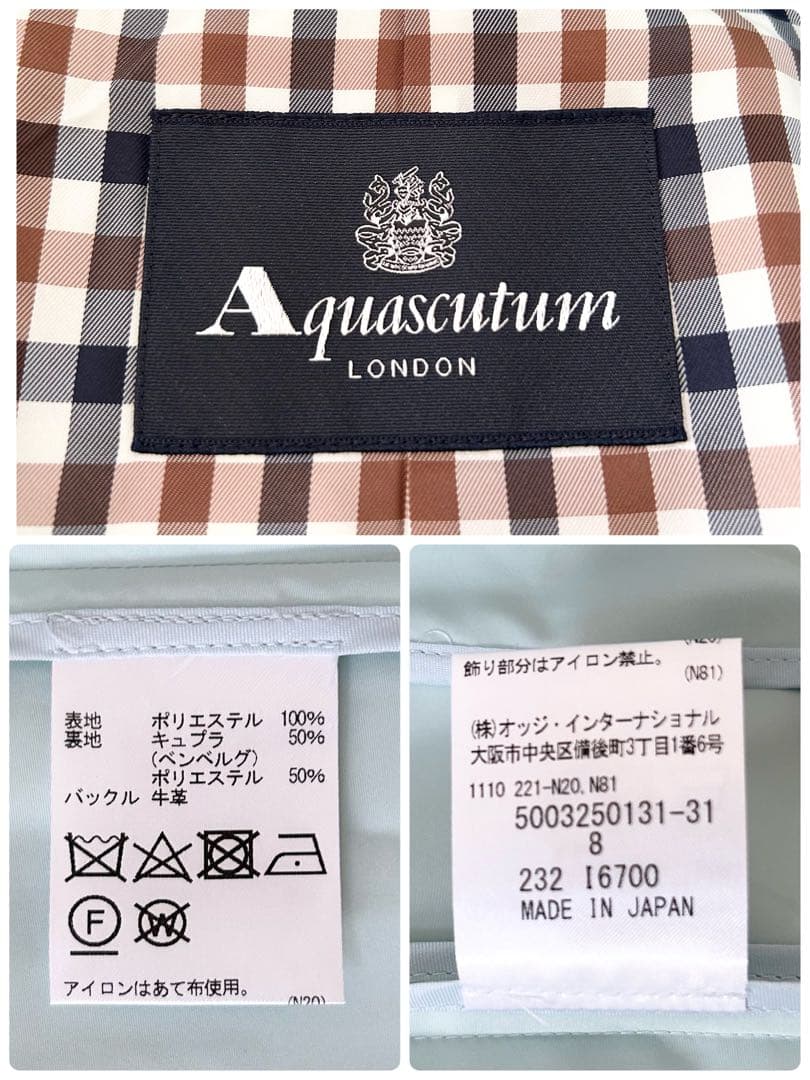 Aquascutum
LONDON
表地 ポリエステル 100%
裏地 キュプラ 50%
(ベンベルグ)
ポリエステル 50%
バックル 牛革
F W
アイロンはあて布使用。
(N20)
(N20)
飾り部分はアイロン禁止。
(N81)
(株)オッジ・インターナショナル
大阪市中央区備後町3丁目1番6号
1110 221-N20,N81
5003250131-31
8
232 I6700
MADE IN JAPAN